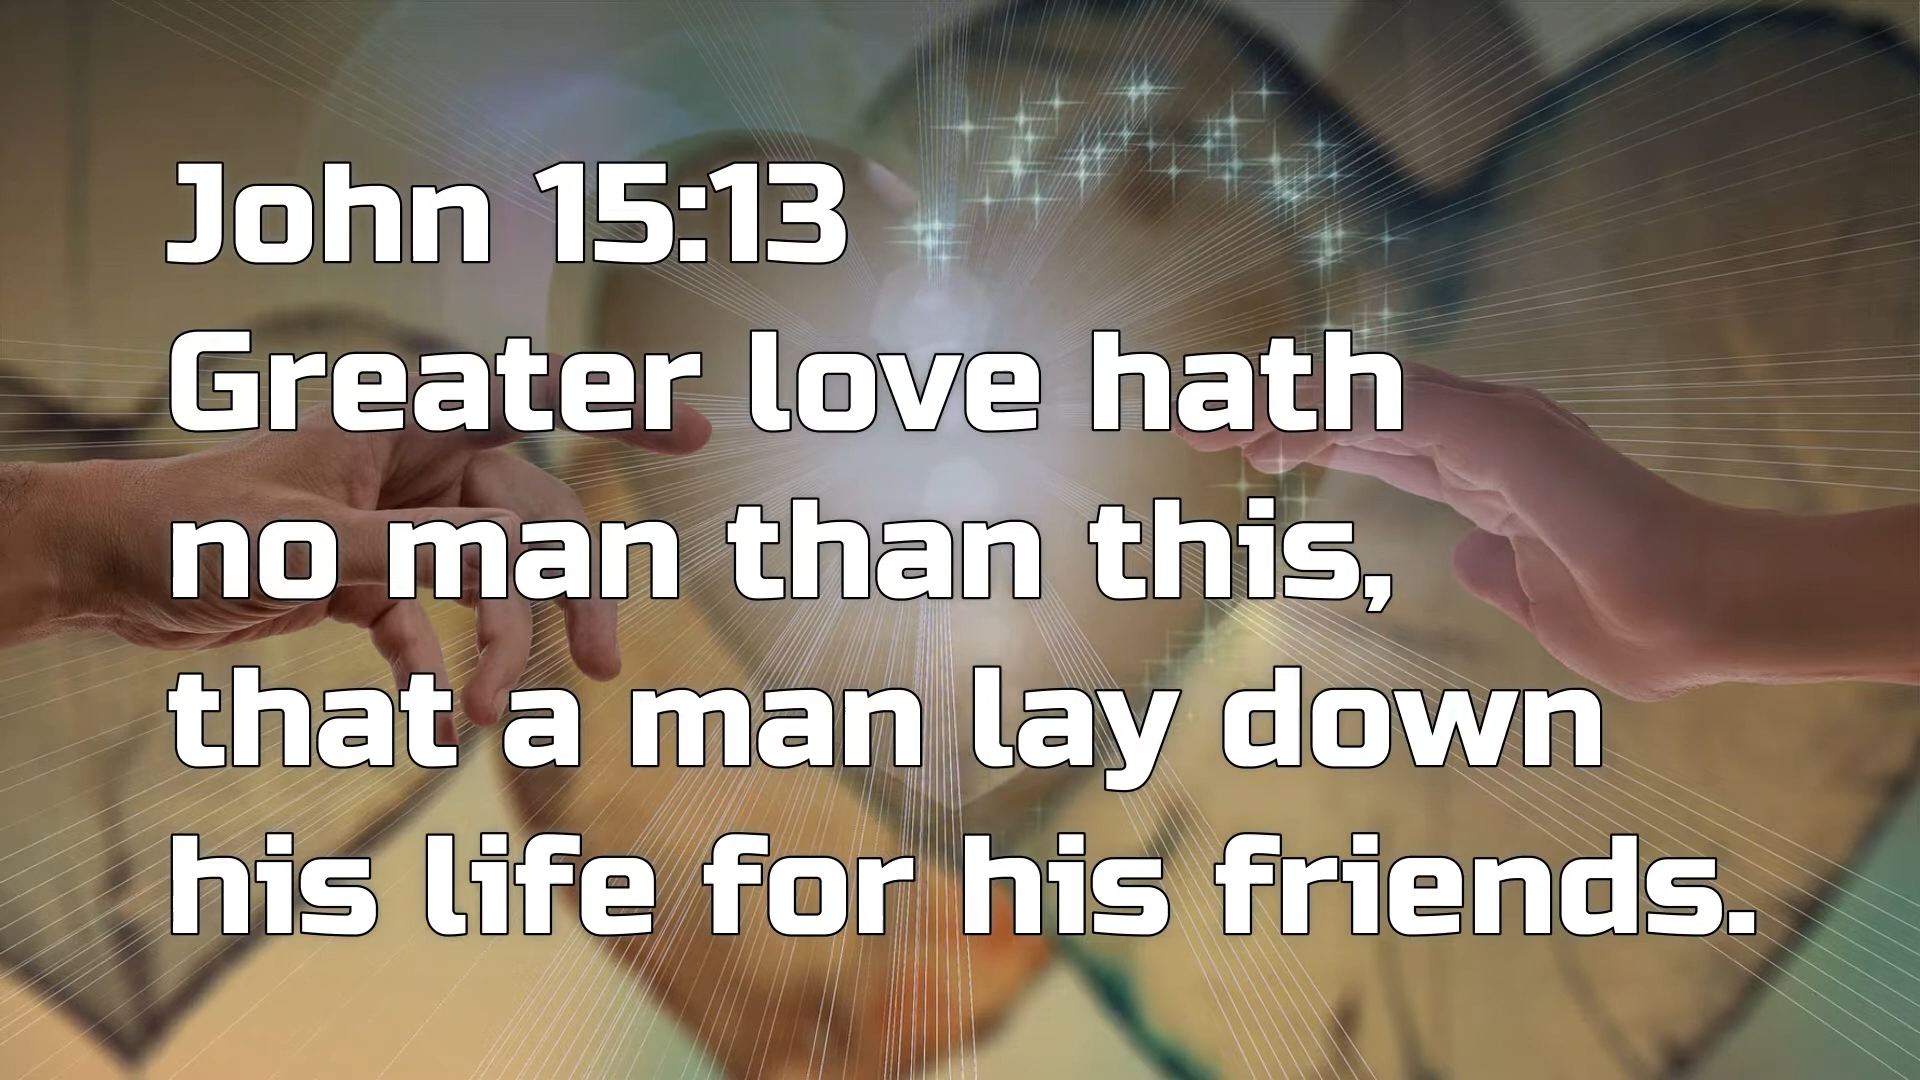 John 15:13
Greater love hath
no man than this,
that a man lay down
his life for his friends.